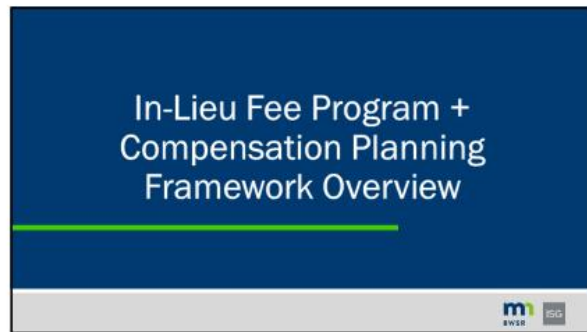 In-Lieu Fee Program +
Compensation Planning
Framework Overview
mn
BWSR
ISG